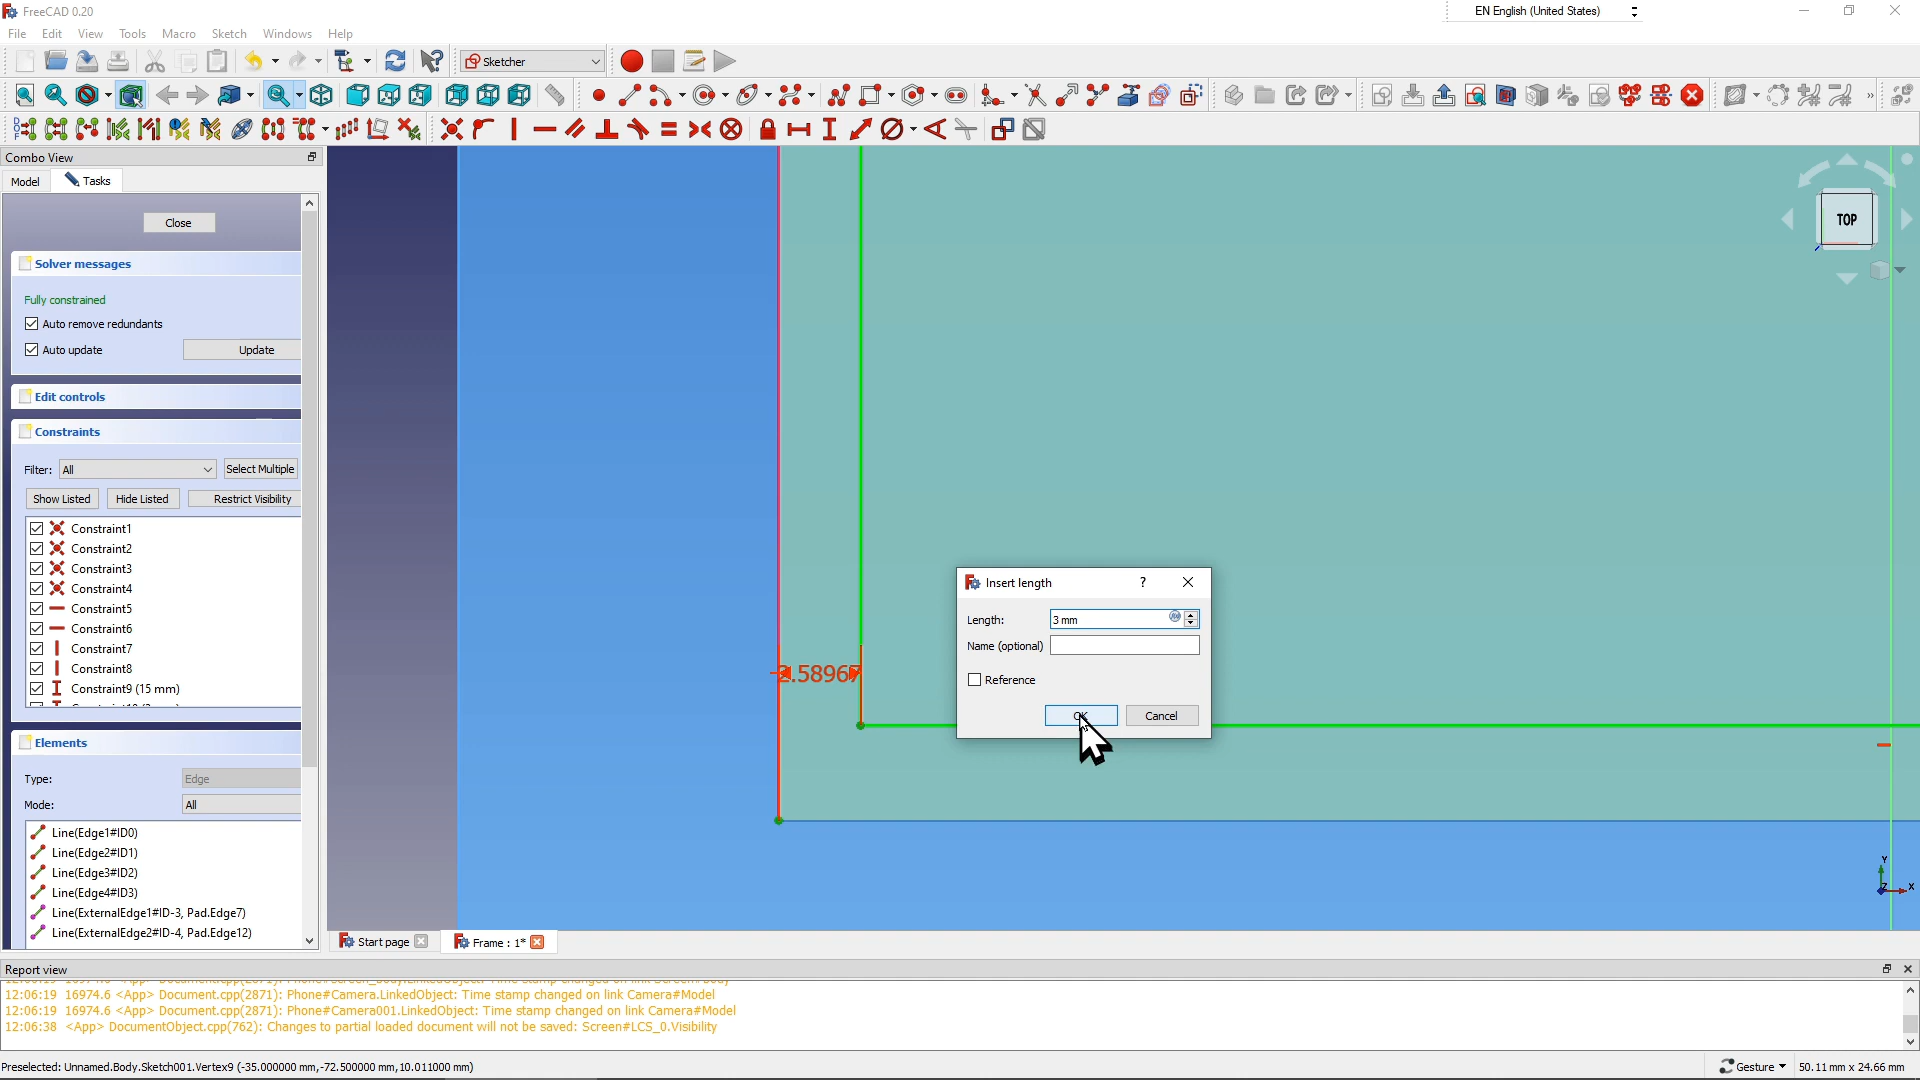 FreeCAD 0.20
EN English (United States)
File Edit View Tools Macro Sketch Windows Help
Sketcher
Combo View
Model Tasks
Close
Solver messages
Fully constrained
Auto remove redundants
Auto update Update
Edit controls
Constraints
Filter: All Select Multiple
Show Listed Hide Listed Restrict Visibility
Constraint1
Constraint2
Constraint3
Constraint4
Constraint5
Constraint6
Constraint7
Constraint8
Constraint9 (15 mm)
Elements
Type: Edge
Mode: All
Line(Edge1#ID0)
Line(Edge2#ID1)
Line(Edge3#ID2)
Line(Edge4#ID3)
Line(ExternalEdge1#ID-3, Pad.Edge7)
Line(ExternalEdge2#ID-4, Pad.Edge12)
TOP
2.58967
Insert length
?
Length: 3 mm
Name (optional)
Reference
OK Cancel
Y
Z
X
Start page Frame : 1*
Report view
12:06:19 16974.6 <App> Document.cpp(2871): Phone#Camera.LinkedObject: Time stamp changed on link Camera#Model
12:06:19 16974.6 <App> Document.cpp(2871): Phone#Camera001.LinkedObject: Time stamp changed on link Camera#Model
12:06:38 <App> DocumentObject.cpp(762): Changes to partial loaded document will not be saved: Screen#LCS_0.Visibility
Preselected: Unnamed.Body.Sketch001.Vertex9 (-35.000000 mm,-72.500000 mm,10.011000 mm)
Gesture 50.11 mm x 24.66 mm